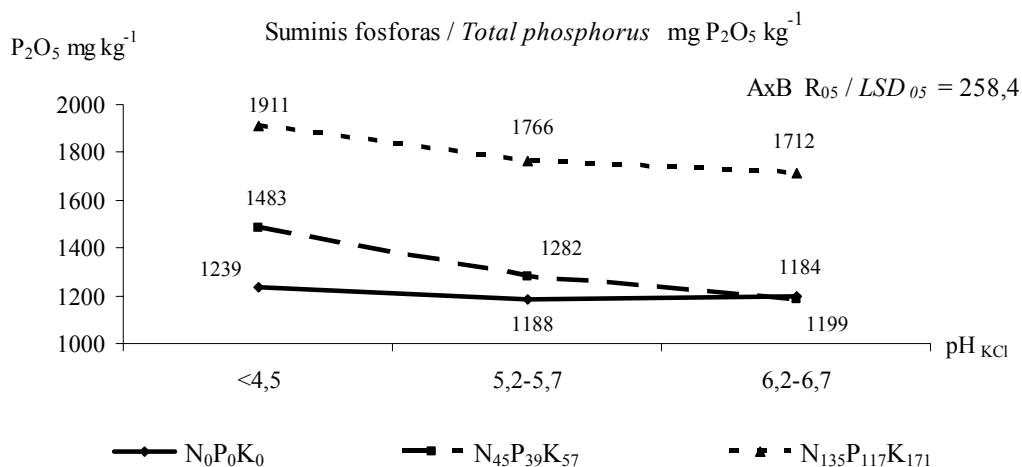 Suminis fosforas / Total phosphorus mg P₂O₅ kg⁻¹
P₂O₅ mg kg⁻¹
AxB R₀₅ / LSD ₀₅ = 258,4
2000
1800
1600
1400
1200
1000
1911
1766
1712
1483
1282
1184
1239
1188
1199
pH KCl
<4,5
5,2-5,7
6,2-6,7
N₀P₀K₀
N₄₅P₃₉K₅₇
N₁₃₅P₁₁₇K₁₇₁